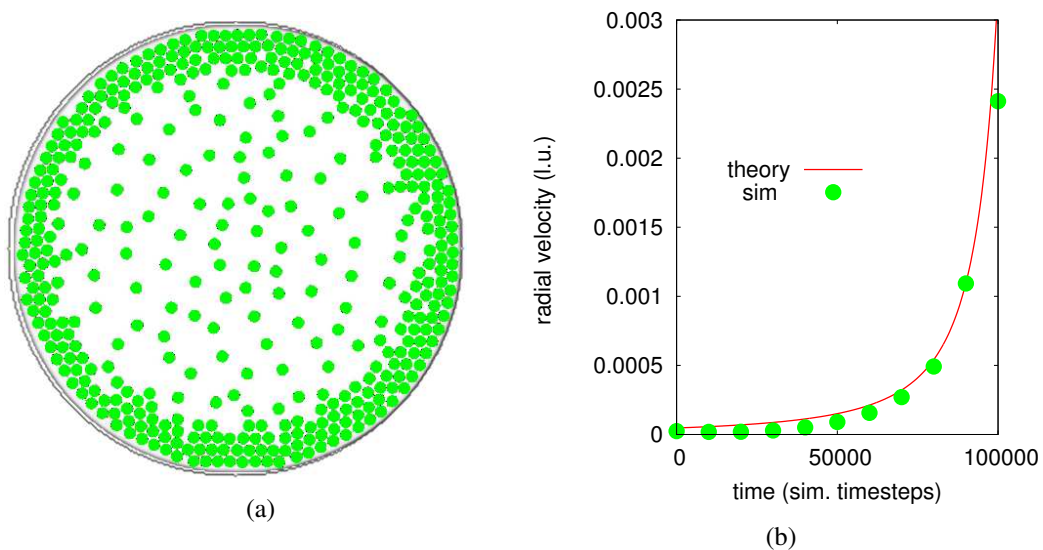 0.003
0.0025
0.002
0.0015
0.001
0.0005
0
radial velocity (l.u.)
theory
sim
0 50000 100000
time (sim. timesteps)
(a)
(b)